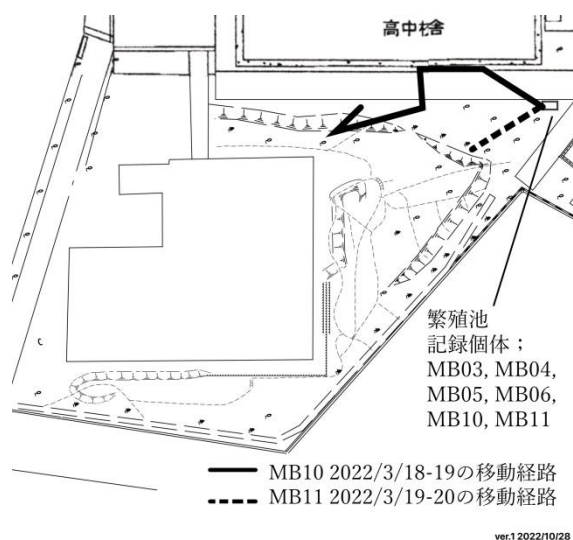 高中校舎
繁殖池
記録個体；
MB03, MB04,
MB05, MB06,
MB10, MB11
MB10 2022/3/18-19の移動経路
MB11 2022/3/19-20の移動経路
ver.1 2022/10/28